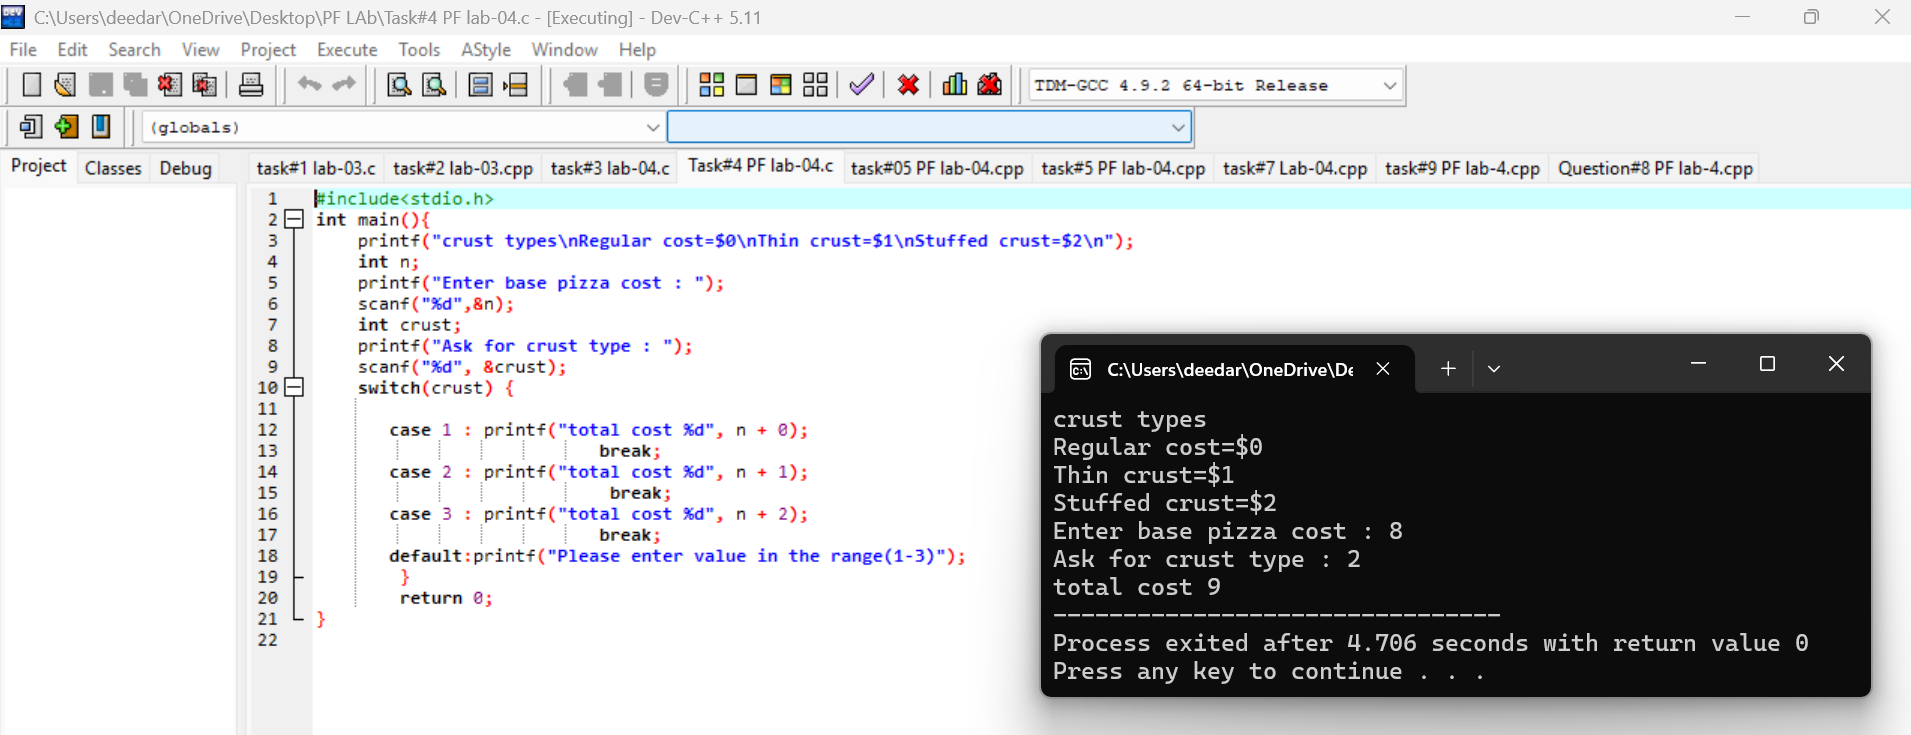 C:\Users\deedar\OneDrive\Desktop\PF LAb\Task#4 PF lab-04.c - [Executing] - Dev-C++ 5.11
File Edit Search View Project Execute Tools AStyle Window Help
TDM-GCC 4.9.2 64-bit Release
(globals)
Project Classes Debug
task#1 lab-03.c task#2 lab-03.cpp task#3 lab-04.c Task#4 PF lab-04.c task#05 PF lab-04.cpp task#5 PF lab-04.cpp task#7 Lab-04.cpp task#9 PF lab-4.cpp Question#8 PF lab-4.cpp
1 #include<stdio.h>
2 int main(){
3 printf("crust types\nRegular cost=$0\nThin crust=$1\nStuffed crust=$2\n");
4 int n;
5 printf("Enter base pizza cost : ");
6 scanf("%d",&n);
7 int crust;
8 printf("Ask for crust type : ");
9 scanf("%d", &crust);
10 switch(crust) {
11
12 case 1 : printf("total cost %d", n + 0);
13 break;
14 case 2 : printf("total cost %d", n + 1);
15 break;
16 case 3 : printf("total cost %d", n + 2);
17 break;
18 default:printf("Please enter value in the range(1-3)");
19 }
20 return 0;
21 }
22
C:\Users\deedar\OneDrive\De
crust types
Regular cost=$0
Thin crust=$1
Stuffed crust=$2
Enter base pizza cost : 8
Ask for crust type : 2
total cost 9
--------------------------------
Process exited after 4.706 seconds with return value 0
Press any key to continue . . .